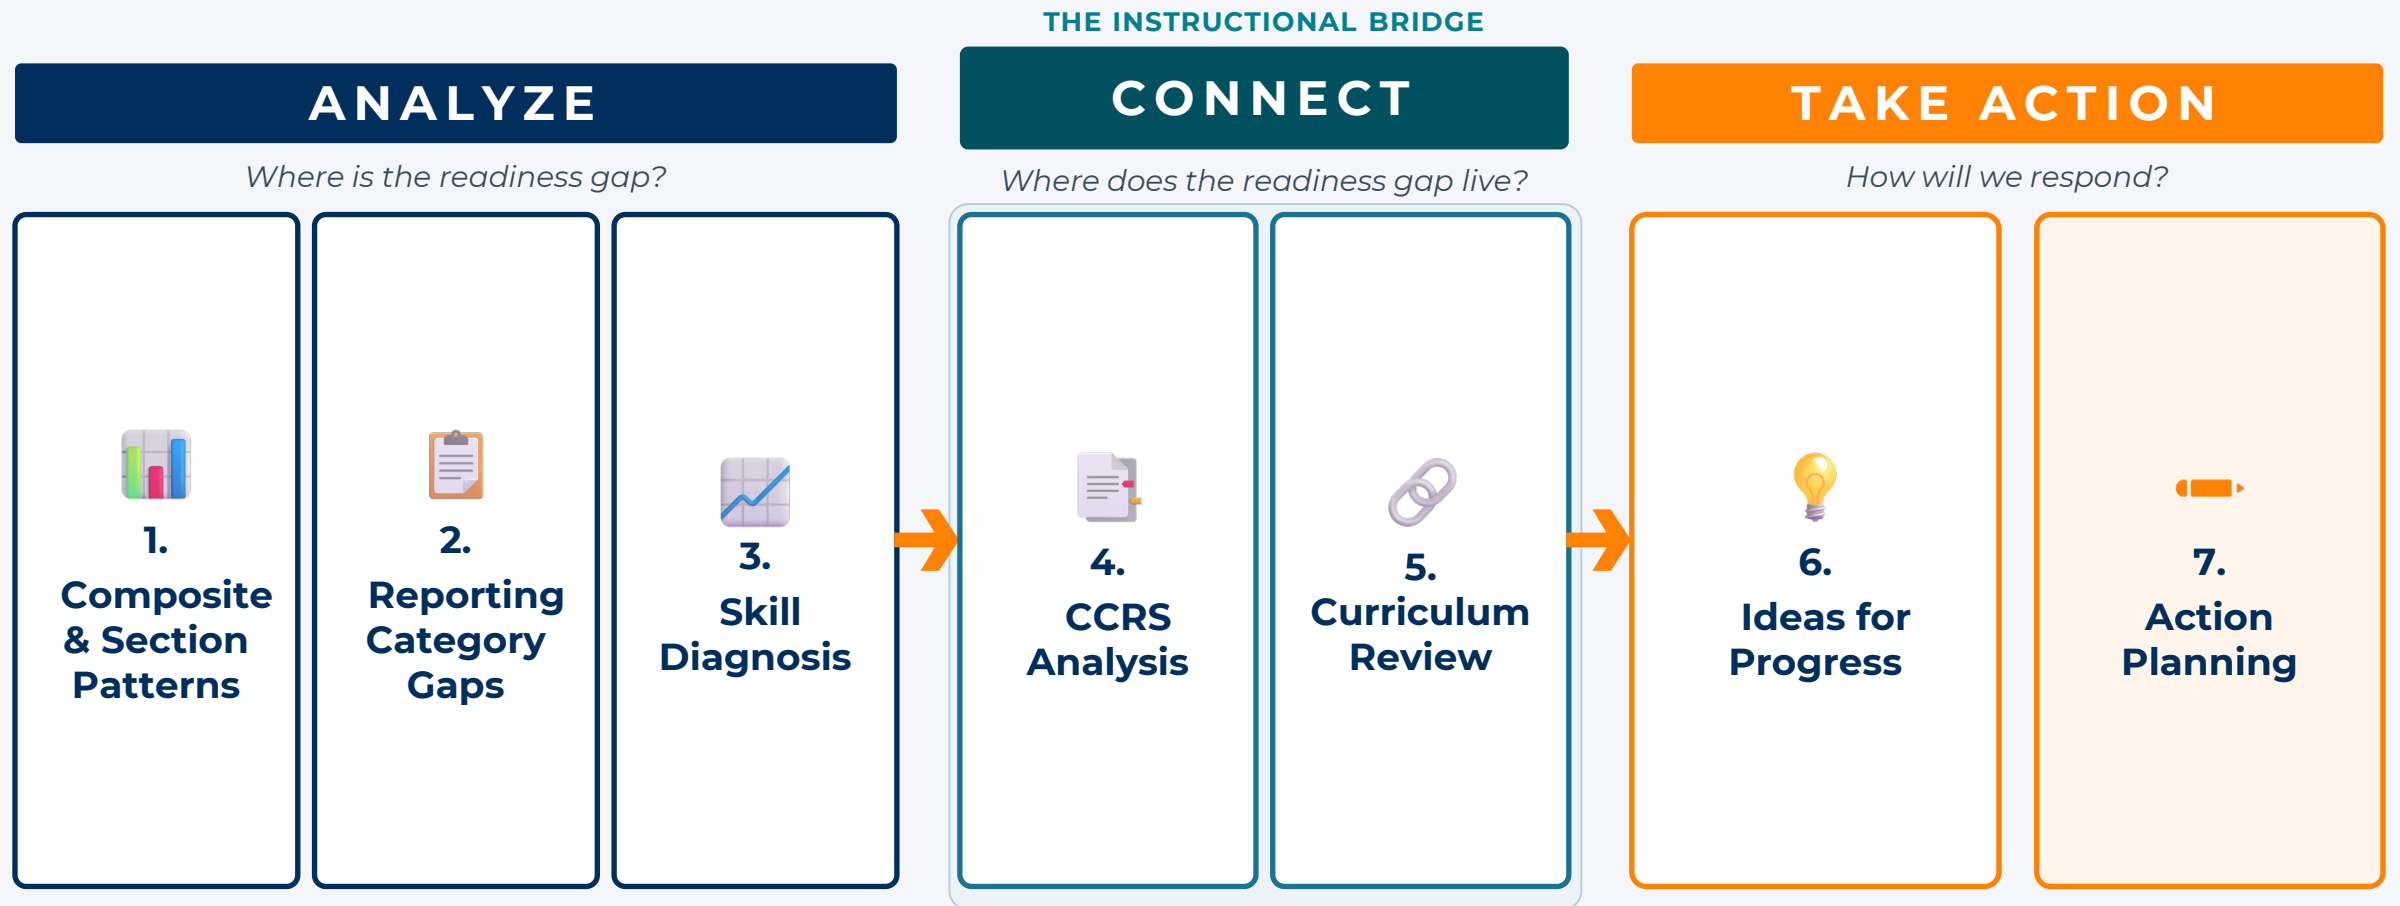 THE INSTRUCTIONAL BRIDGE
ANALYZE
Where is the readiness gap?
1.
Composite
& Section
Patterns
2.
Reporting
Category
Gaps
3.
Skill
Diagnosis
CONNECT
Where does the readiness gap live?
4.
CCRS
Analysis
5.
Curriculum
Review
TAKE ACTION
How will we respond?
6.
Ideas for
Progress
7.
Action
Planning